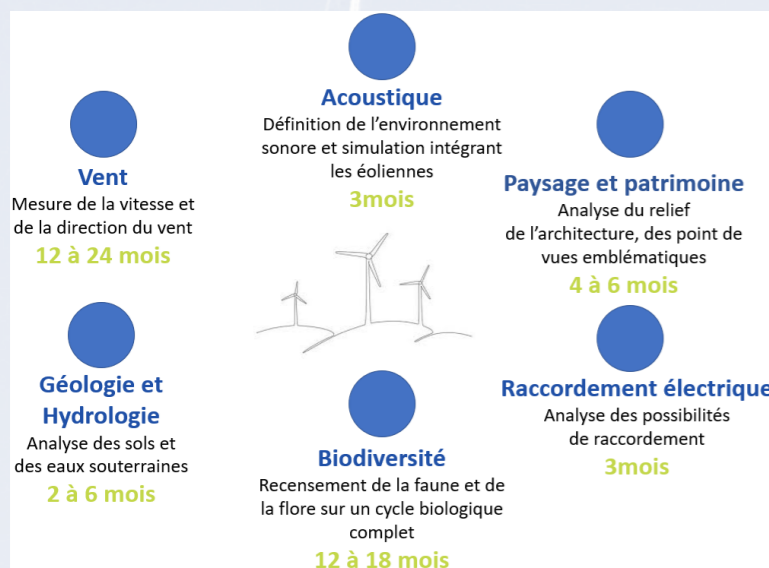 Acoustique
Définition de l'environnement
sonore et simulation intégrant
les éoliennes
3mois
Vent
Mesure de la vitesse et
de la direction du vent
12 à 24 mois
Paysage et patrimoine
Analyse du relief
de l'architecture, des point de
vues emblématiques
4 à 6 mois
Géologie et
Hydrologie
Analyse des sols et
des eaux souterraines
2 à 6 mois
Biodiversité
Recensement de la faune et de
la flore sur un cycle biologique
complet
12 à 18 mois
Raccordement électrique
Analyse des possibilités
de raccordement
3mois